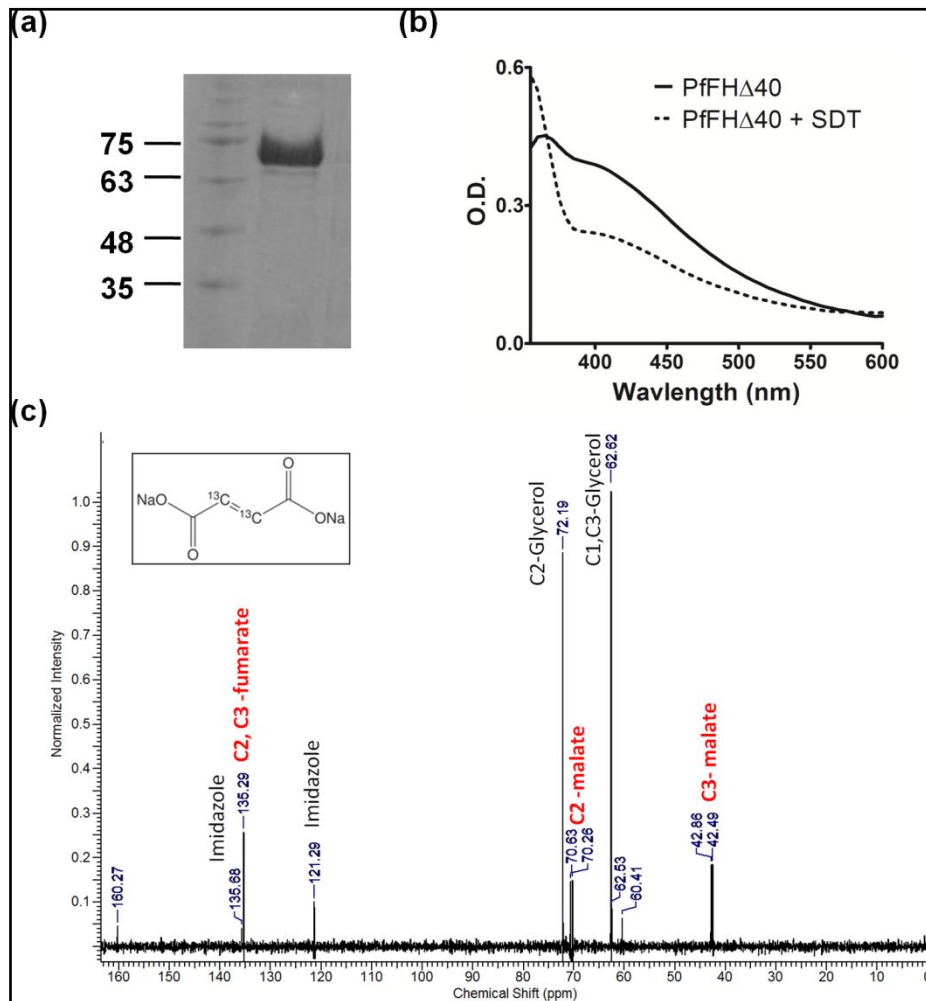 (a)
75
63
48
35
(b)
0.6
0.3
0.0
O.D.
PfFHΔ40
PfFHΔ40 + SDT
400 450 500 550 600
Wavlength (nm)
(c)
NaO
13C
13C
O
O
ONa
1.0
0.9
0.8
0.7
0.6
0.5
0.4
0.3
0.2
0.1
Normalized Intensity
160.27
Imidazole
135.68
135.29
C2, C3 -fumarate
121.29
Imidazole
C2-Glycerol
72.19
70.63
70.26
C2 -malate
C1,C3-Glycerol
62.62
62.53
60.41
42.86
42.49
C3- malate
160 150 140 130 120 110 100 90 80 70 60 50 40 30 20 10 0
Chemical Shift (ppm)